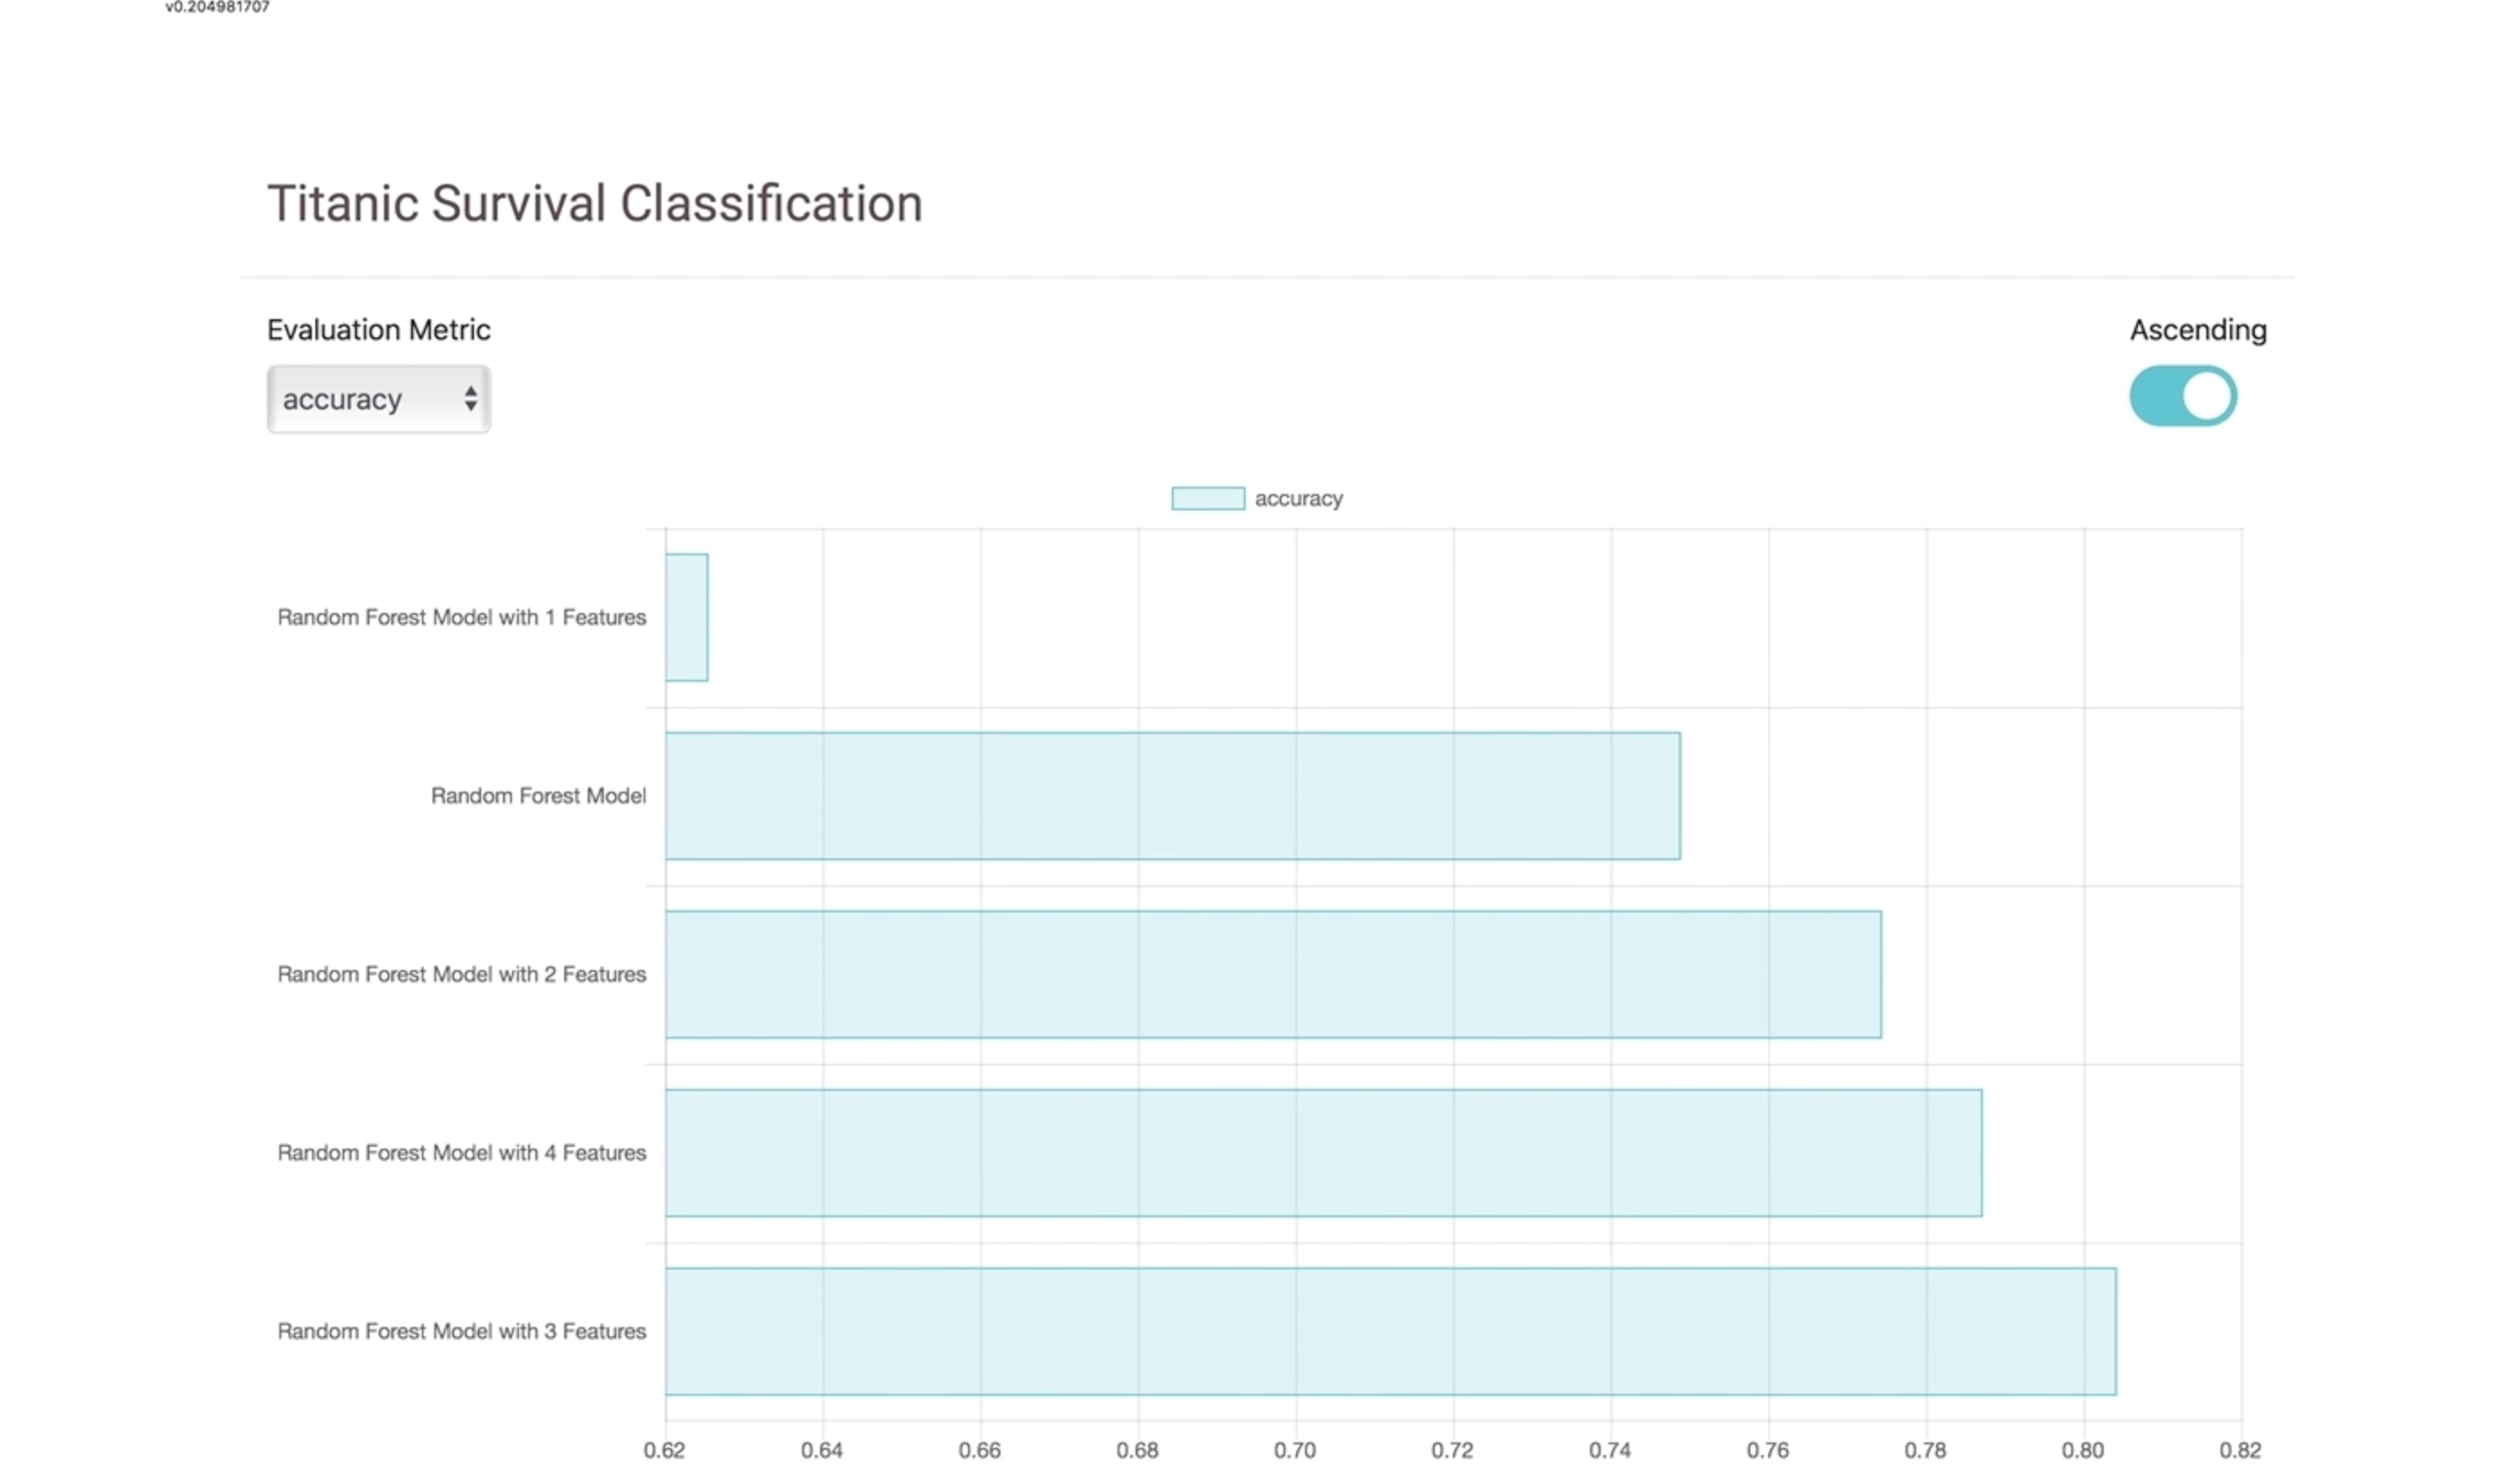 v0.204981707
Titanic Survival Classification
Evaluation Metric
Ascending
accuracy
accuracy
Random Forest Model with 1 Features
Random Forest Model
Random Forest Model with 2 Features
Random Forest Model with 4 Features
Random Forest Model with 3 Features
0.62 0.64 0.66 0.68 0.70 0.72 0.74 0.76 0.78 0.80 0.82